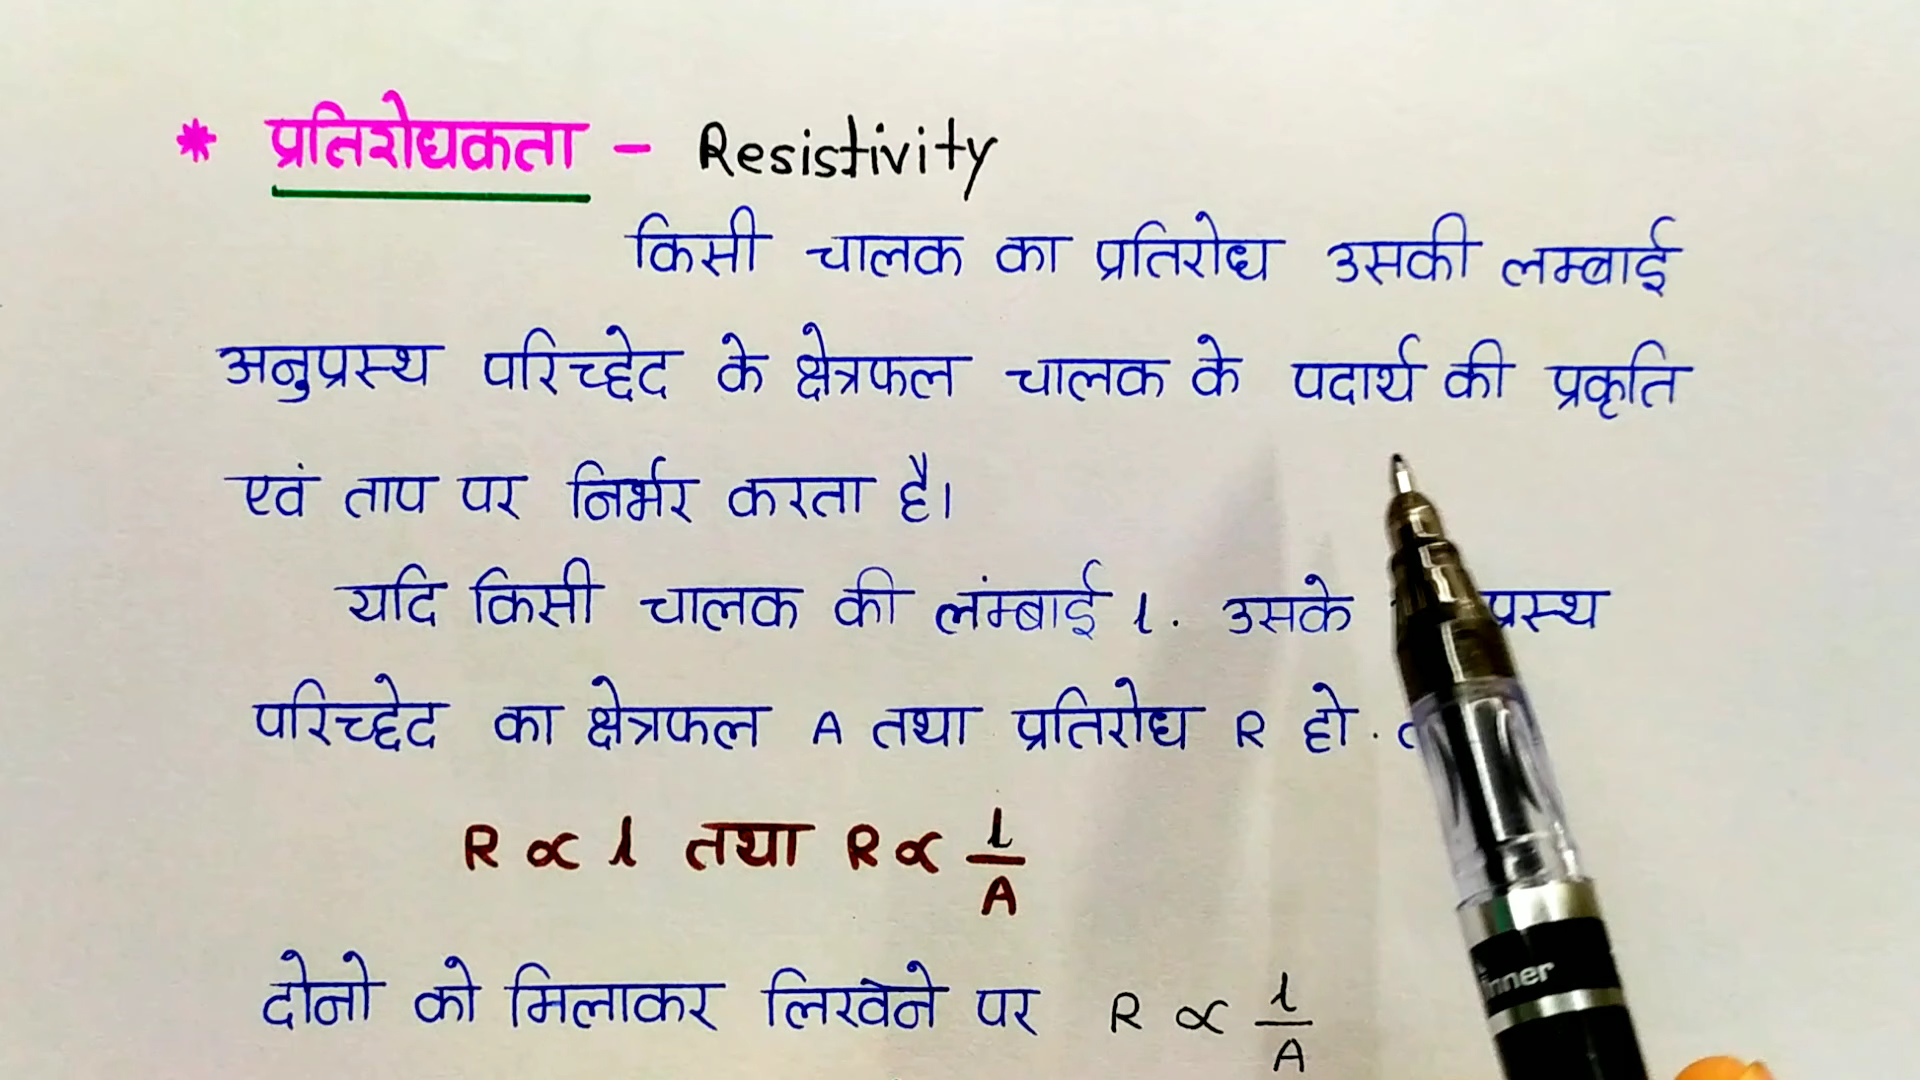 * प्रतिरोधकता - Resistivity
किसी चालक का प्रतिरोध उसकी लम्बाई
अनुप्रस्थ परिच्छेद के क्षेत्रफल चालक के पदार्थ की प्रकृति
एवं ताप पर निर्भर करता है।
यदि किसी चालक की लंम्बाई l. उसके प्रस्थ
परिच्छेद का क्षेत्रफल A तथा प्रतिरोध R हो.
R ∝ l तथा R ∝ l/A
दोनो को मिलाकर लिखने पर R ∝ l/A